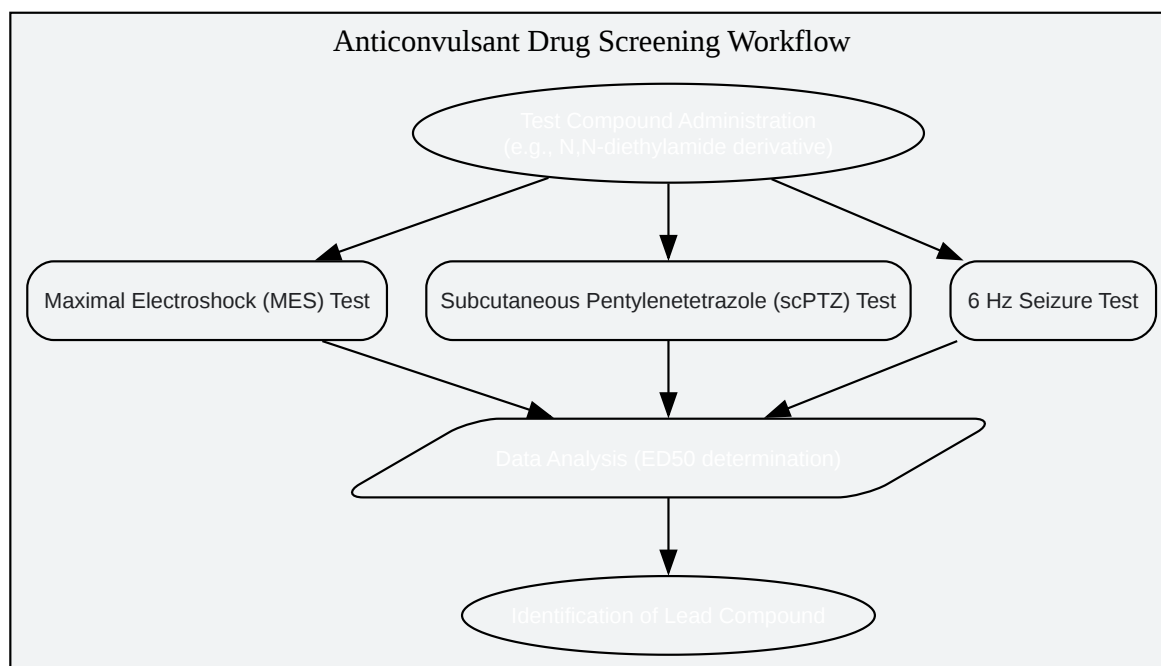 Anticonvulsant Drug Screening Workflow
Test Compound Administration
(e.g., N,N-diethylamide derivative)
Maximal Electroshock (MES) Test
Subcutaneous Pentylenetetrazole (scPTZ) Test
6 Hz Seizure Test
Data Analysis (ED50 determination)
Identification of Lead Compound